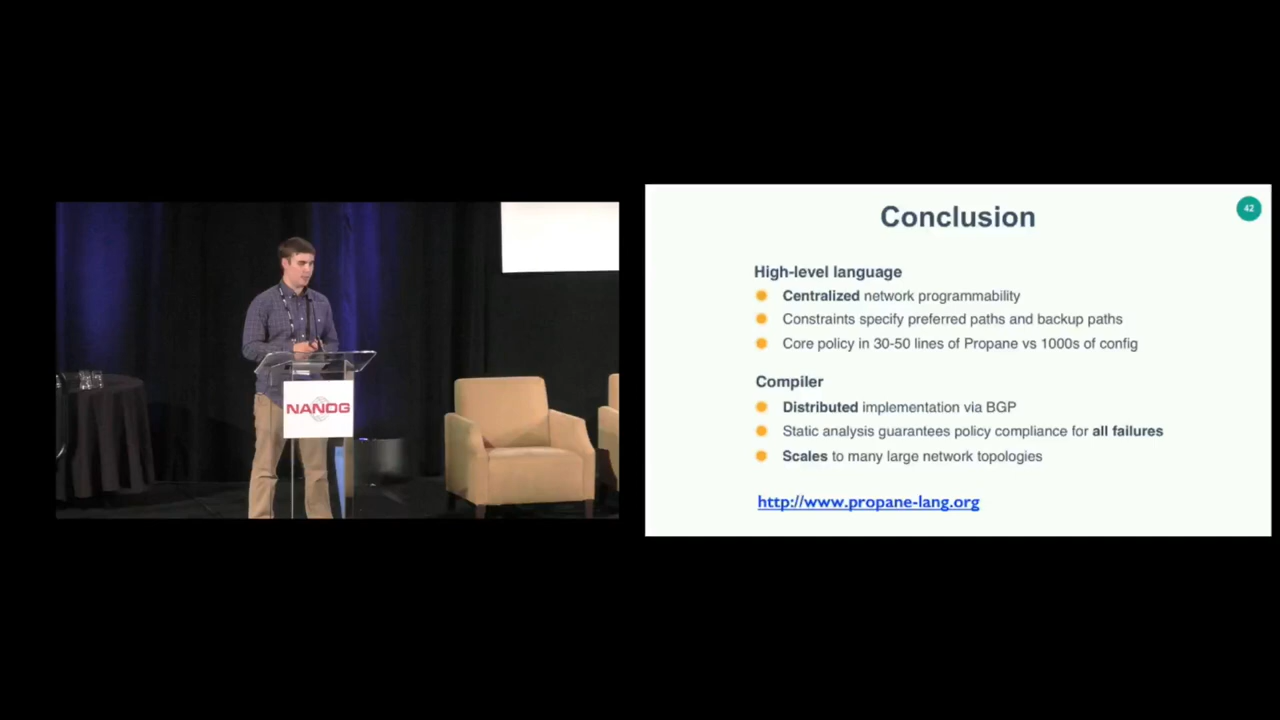 NANOG
Conclusion
42
High-level language
Centralized network programmability
Constraints specify preferred paths and backup paths
Core policy in 30-50 lines of Propane vs 1000s of config
Compiler
Distributed implementation via BGP
Static analysis guarantees policy compliance for all failures
Scales to many large network topologies
http://www.propane-lang.org